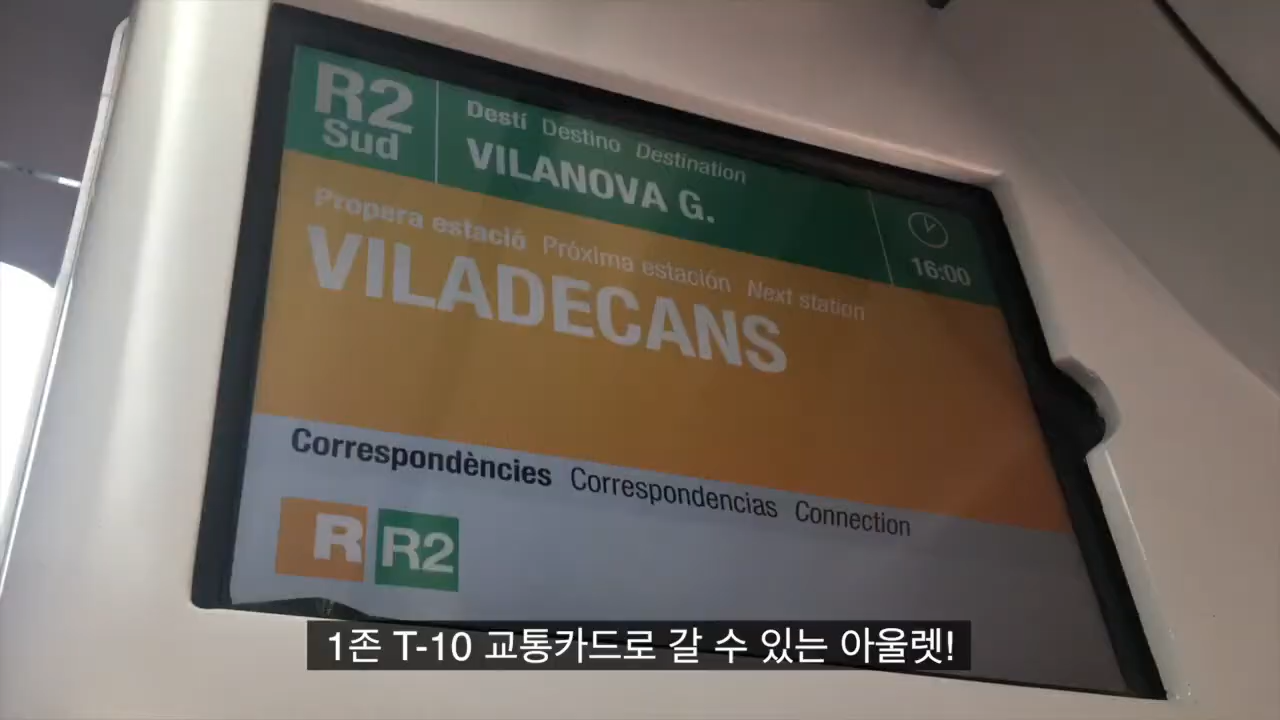 R2
Sud
Destí Destino Destination
VILANOVA G.
16:00
Propera estació Próxima estación Next station
VILADECANS
Correspondències Correspondencias Connection
R R2
1존 T-10 교통카드로 갈 수 있는 아울렛!